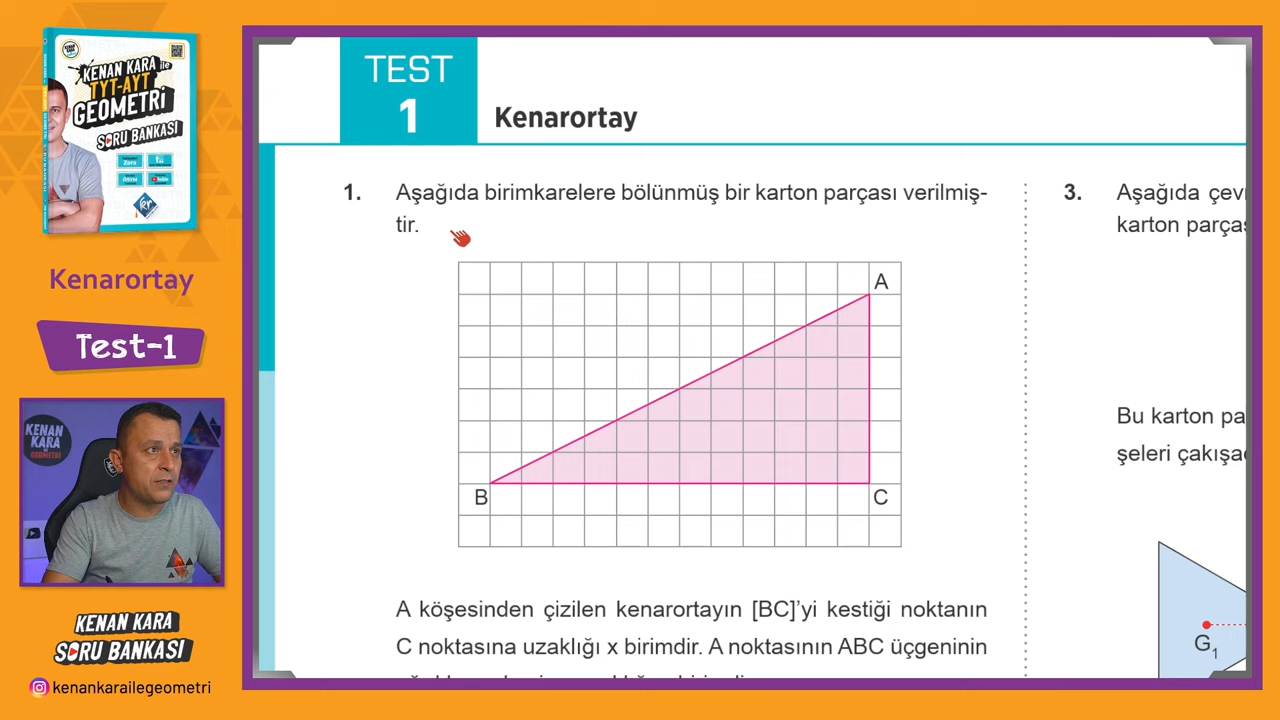 KENAN KARA ile
TYT-AYT
GEOMETRİ
SORU BANKASI
Kenarortay
Test-1
KENAN
KARA
GEOMETRİ
KENAN KARA
SORU BANKASI
kenankarailegeometri
TEST
1
Kenarortay
1. Aşağıda birimkarelere bölünmüş bir karton parçası verilmiş-
tir.
A
B
C
A köşesinden çizilen kenarortayın [BC]'yi kestiği noktanın
C noktasına uzaklığı x birimdir. A noktasının ABC üçgeninin
3. Aşağıda çev
karton parças
Bu karton pa
şeleri çakışa
G1